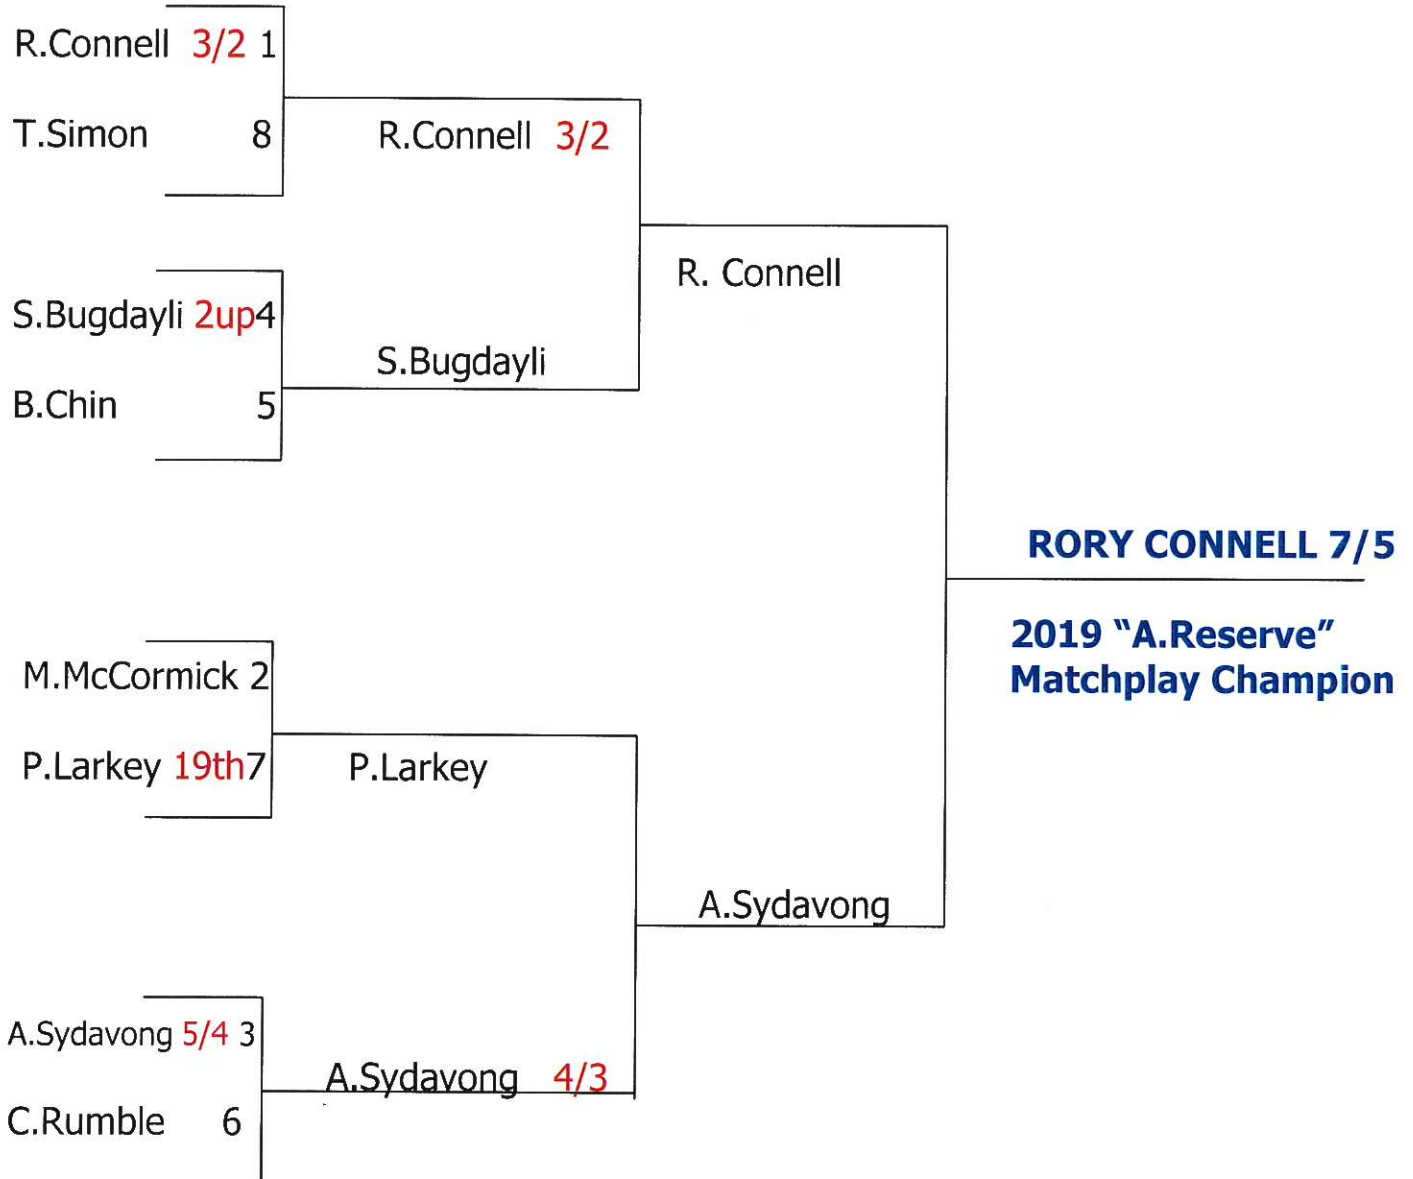 R.Connell 3/2 1
T.Simon 8
R.Connell 3/2
R. Connell
S.Bugdayli 2up4
S.Bugdayli
B.Chin 5
RORY CONNELL 7/5
2019 “A.Reserve”
Matchplay Champion
M.McCormick 2
P.Larkey 19th7
P.Larkey
A.Sydavong
A.Sydavong 5/4 3
A.Sydavong 4/3
C.Rumble 6